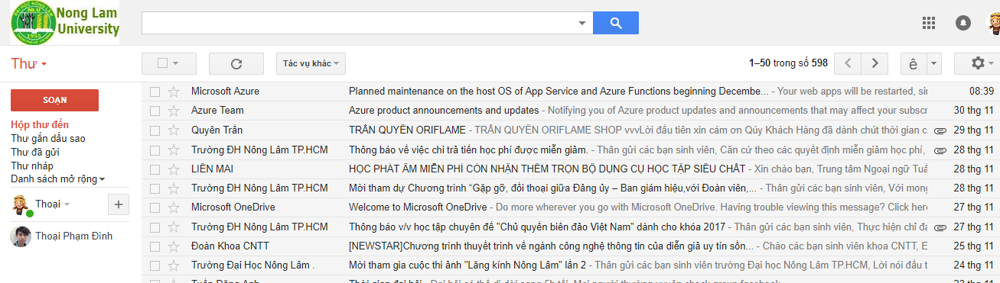 ĐẠI HỌC NÔNG LÂM
NLU
1955
Nong Lam
University
Thư
Tác vụ khác
1–50 trong số 598
ê
SOẠN
Hộp thư đến
Thư gắn dấu sao
Thư đã gửi
Thư nháp
Danh sách mở rộng
Thoại
+
Thoại Phạm Đình
Microsoft Azure Planned maintenance on the host OS of App Service and Azure Functions beginning Decembe... - Your web apps will be restarted, sin 08:39
Azure Team Azure product announcements and updates - Notifying you of Azure product updates and announcements that may affect your subscr 30 thg 11
Quyên Trần TRẦN QUYÊN ORIFLAME - TRẦN QUYÊN ORIFLAME SHOP vvvLời đầu tiên xin cám ơn Qúy Khách Hàng đã dành chút thời gian c 29 thg 11
Trường ĐH Nông Lâm TP.HCM Thông báo về việc chi trả tiền học phí được miễn giảm. - Thân gửi các bạn sinh viên, Căn cứ theo các quyết định miễn giảm học phí, 28 thg 11
LIÊN MAI HỌC PHÁT ÂM MIỄN PHÍ CÒN NHẬN THÊM TRỌN BỘ DỤNG CỤ HỌC TẬP SIÊU CHẤT - Xin chào bạn, Trung tâm Ngoại ngữ Tuấ 28 thg 11
Trường ĐH Nông Lâm TP.HCM Mời tham dự Chương trình “Gặp gỡ, đối thoại giữa Đảng ủy – Ban giám hiệu,với Đoàn viên,... - Thân gửi các bạn sinh viên, Với mong 28 thg 11
Microsoft OneDrive Welcome to Microsoft OneDrive - Do more wherever you go with Microsoft OneDrive. Having trouble viewing this message? Click here 27 thg 11
Trường ĐH Nông Lâm TP.HCM Thông báo v/v học tập chuyên đề "Chủ quyền biển đảo Việt Nam" dành cho khóa 2017 - Thân gửi các bạn sinh viên, Thực hiện chỉ đạ 27 thg 11
Đoàn Khoa CNTT [NEWSTAR]Chương trình thuyết trình về ngành công nghệ thông tin của diễn giả uy tín sốn... - Chào các bạn sinh viên khoa CNTT, E 25 thg 11
Trường Đại Học Nông Lâm . Mời tham gia cuộc thi ảnh "Lăng kính Nông Lâm" lần 2 - Thân gửi các bạn sinh viên trường Đại học Nông Lâm TP.HCM, Lời nói đầu t 24 thg 11